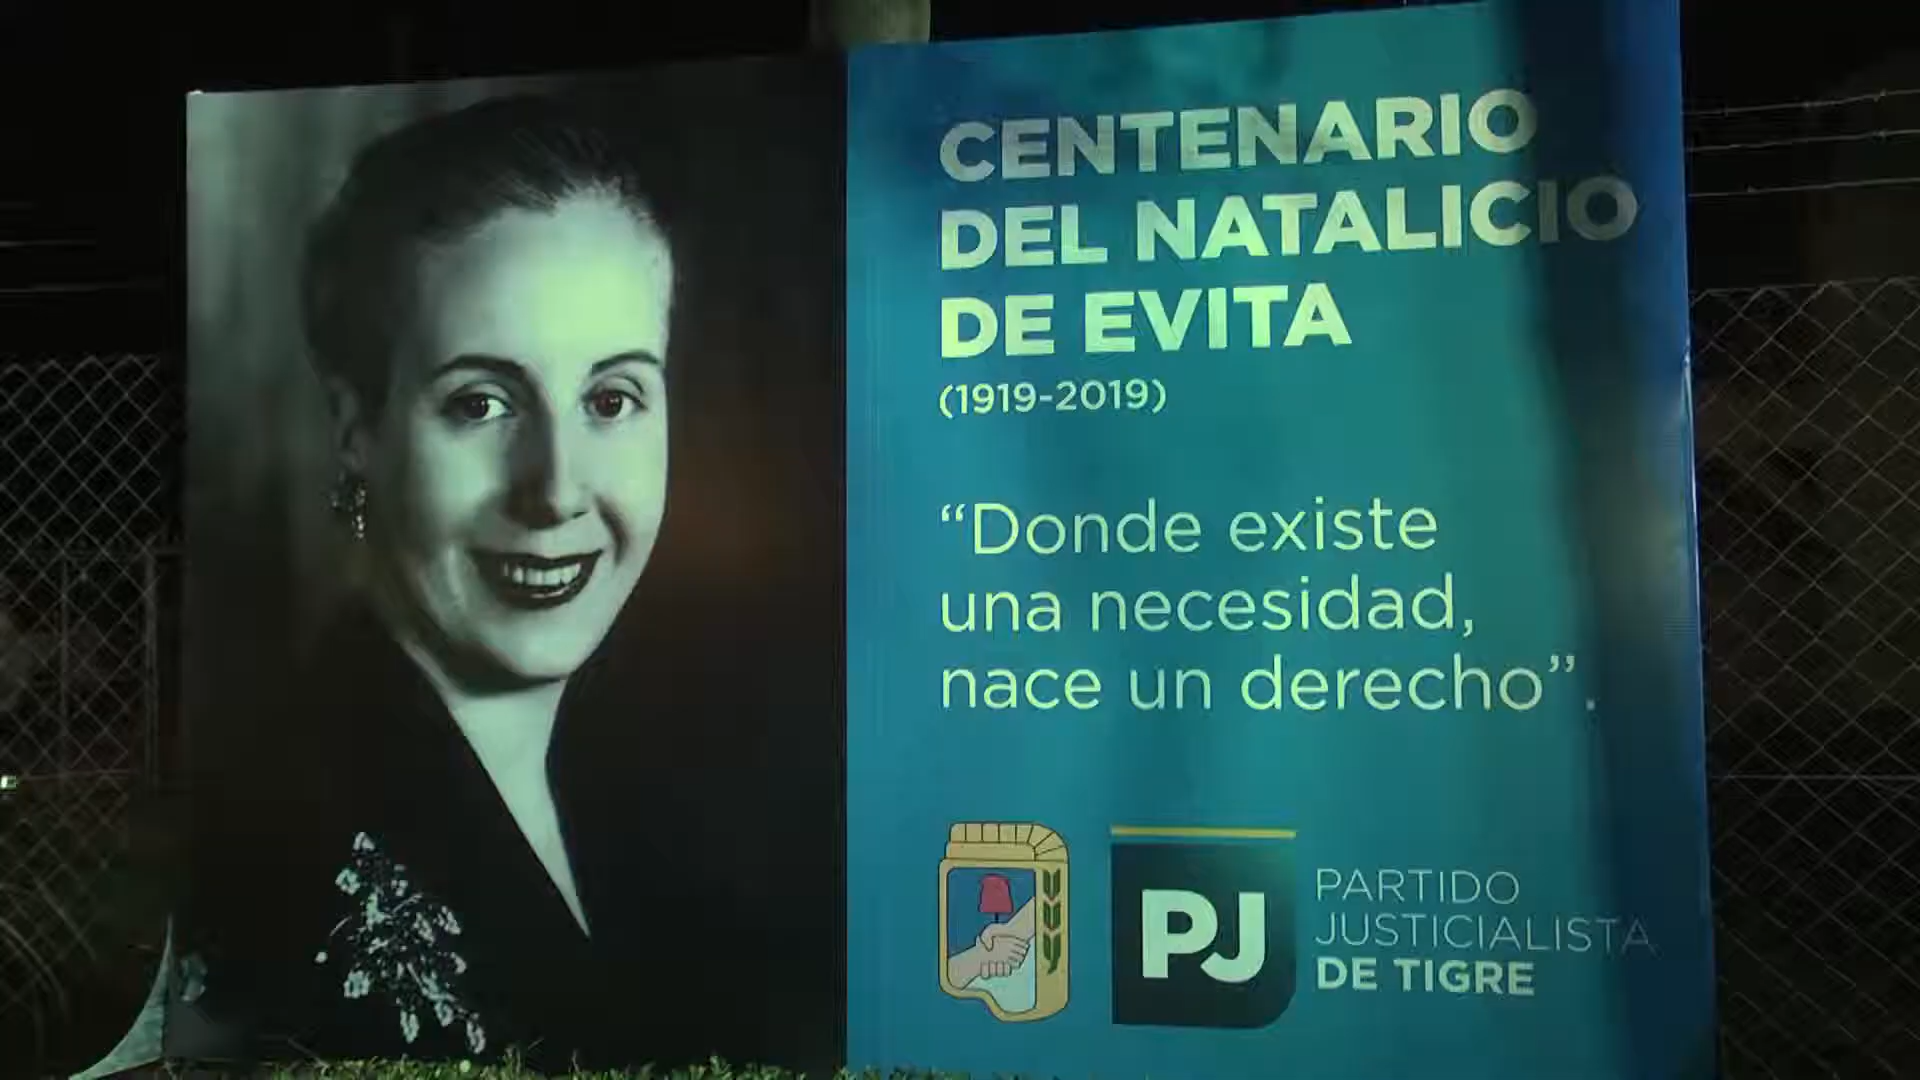 CENTENARIO
DEL NATALICIO
DE EVITA
(1919-2019)
“Donde existe
una necesidad,
nace un derecho”.
PJ
PARTIDO
JUSTICIALISTA
DE TIGRE